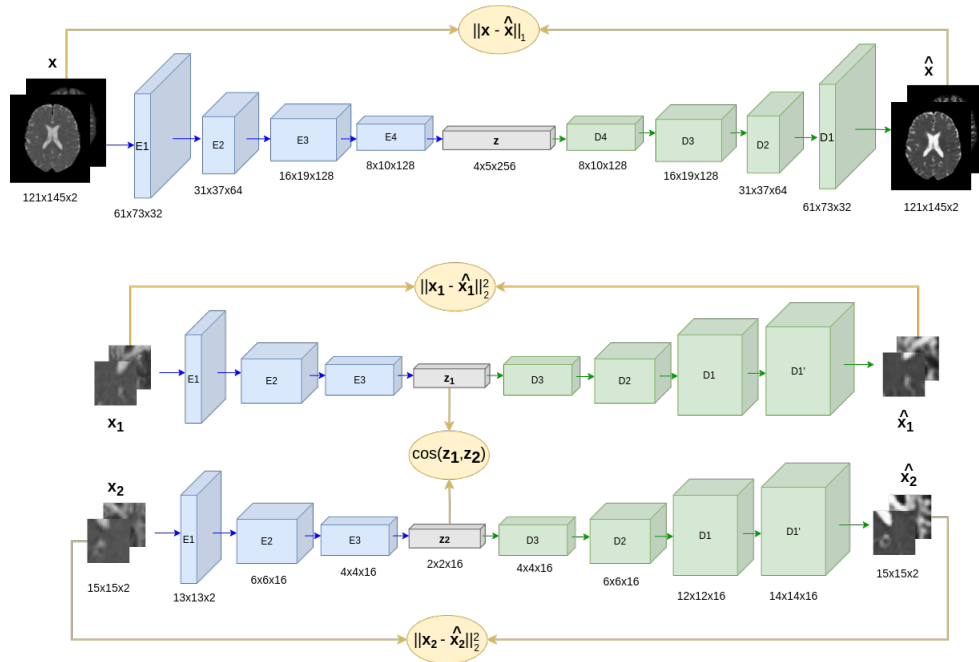 ||x - x̂||₁
x
x̂
E1
E2
E3
E4
z
D4
D3
D2
D1
121x145x2
61x73x32
31x37x64
16x19x128
8x10x128
4x5x256
8x10x128
16x19x128
31x37x64
61x73x32
121x145x2
||x₁ - x̂₁||₂²
E1
E2
E3
z₁
D3
D2
D1
D1'
x₁
x̂₁
cos(z₁,z₂)
x₂
x̂₂
E1
E2
E3
z₂
D3
D2
D1
D1'
15x15x2
13x13x2
6x6x16
4x4x16
2x2x16
4x4x16
6x6x16
12x12x16
14x14x16
15x15x2
||x₂ - x̂₂||₂²